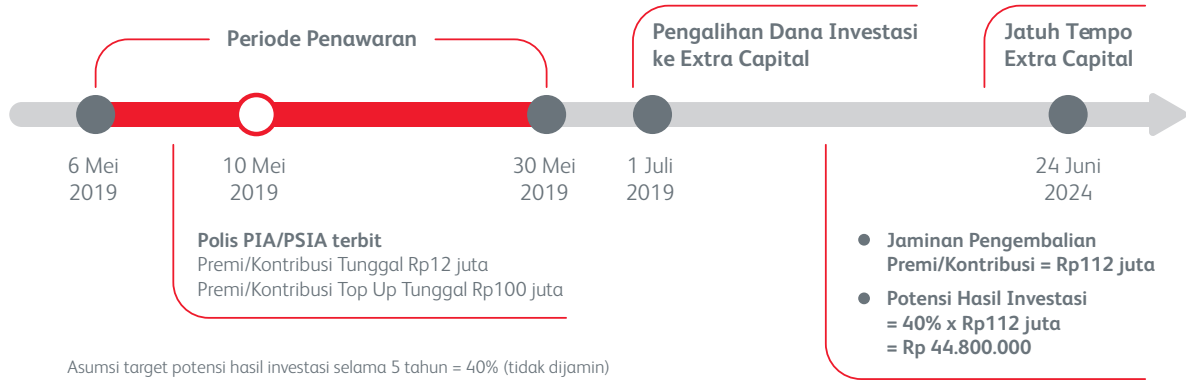 Periode Penawaran
Pengalihan Dana Investasi
ke Extra Capital
Jatuh Tempo
Extra Capital
6 Mei
2019
10 Mei
2019
30 Mei
2019
1 Juli
2019
24 Juni
2024
Polis PIA/PSIA terbit
Premi/Kontribusi Tunggal Rp12 juta
Premi/Kontribusi Top Up Tunggal Rp100 juta
Jaminan Pengembalian
Premi/Kontribusi = Rp112 juta
Potensi Hasil Investasi
= 40% x Rp112 juta
= Rp 44.800.000
Asumsi target potensi hasil investasi selama 5 tahun = 40% (tidak dijamin)